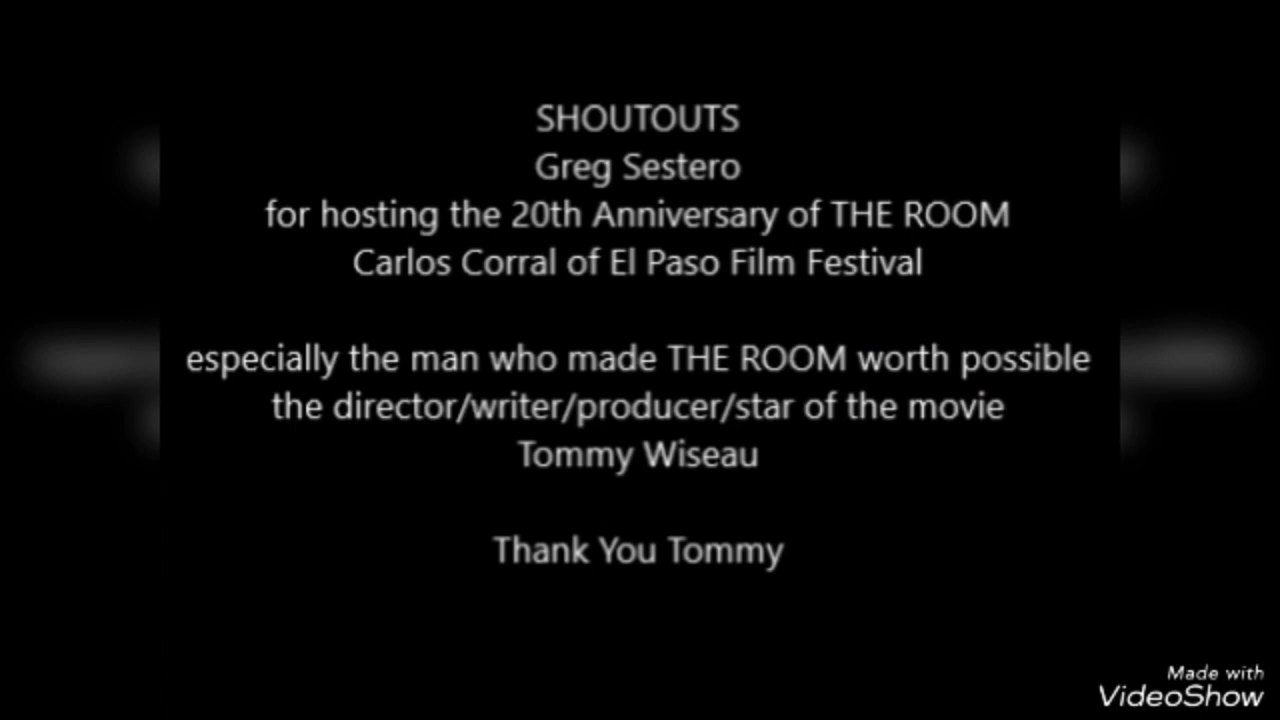 SHOUTOUTS
Greg Sestero
for hosting the 20th Anniversary of THE ROOM
Carlos Corral of El Paso Film Festival
especially the man who made THE ROOM worth possible
the director/writer/producer/star of the movie
Tommy Wiseau
Thank You Tommy
Made with
VideoShow